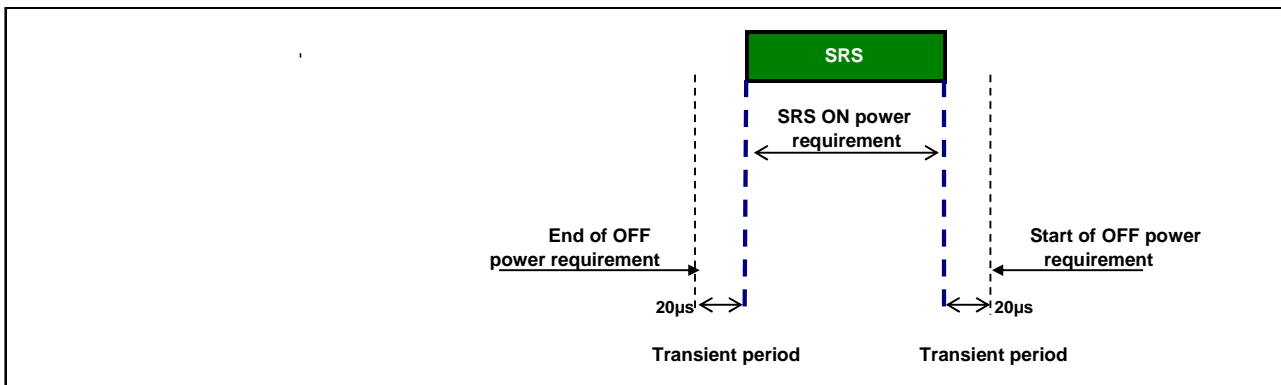 SRS
SRS ON power
requirement
End of OFF
power requirement
Start of OFF power
requirement
20µs
20µs
Transient period
Transient period